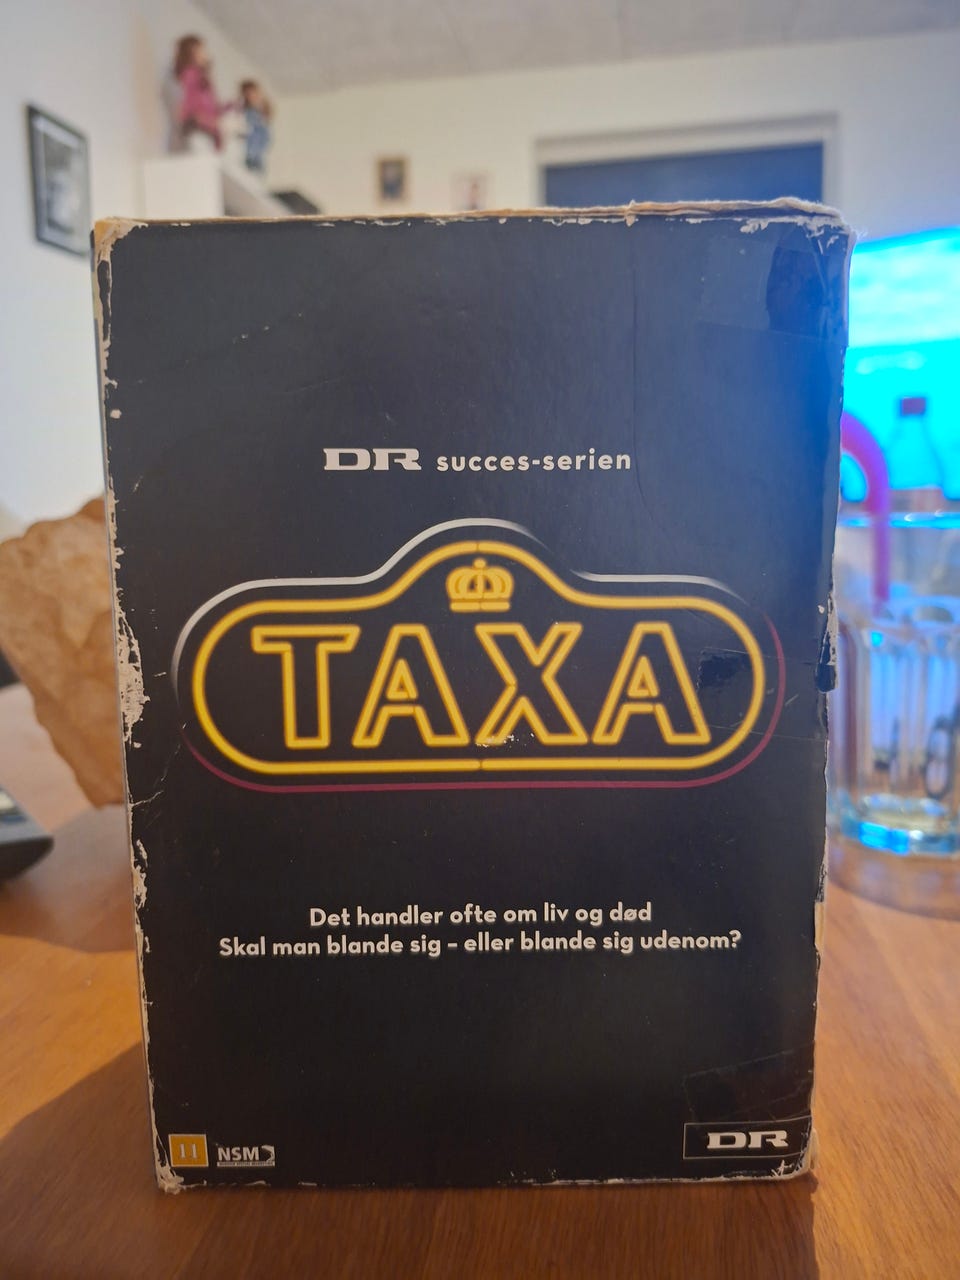 DR succes-serien
TAXA
Det handler ofte om liv og død
Skal man blande sig – eller blande sig udenom?
11 NSM
DR